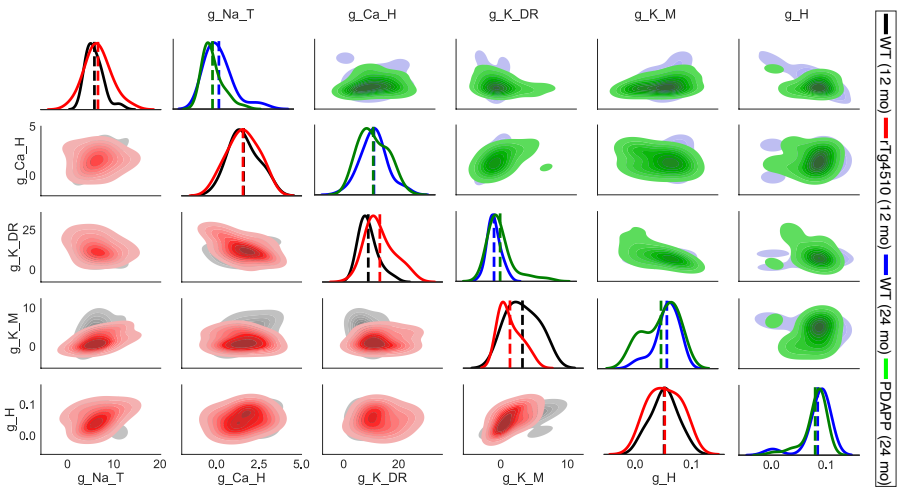 g_Na_T g_Ca_H g_K_DR g_K_M g_H
g_Ca_H 5 0
g_K_DR 25 0
g_K_M 10 0
g_H 0.1 0.0
0 10 20 0,0 2,5 5.0 0 20 0 10 0.0 0.1 0.0 0.1
g_Na_T g_Ca_H g_K_DR g_K_M g_H
WT (12 mo) rTg4510 (12 mo) WT (24 mo) PDAPP (24 mo)